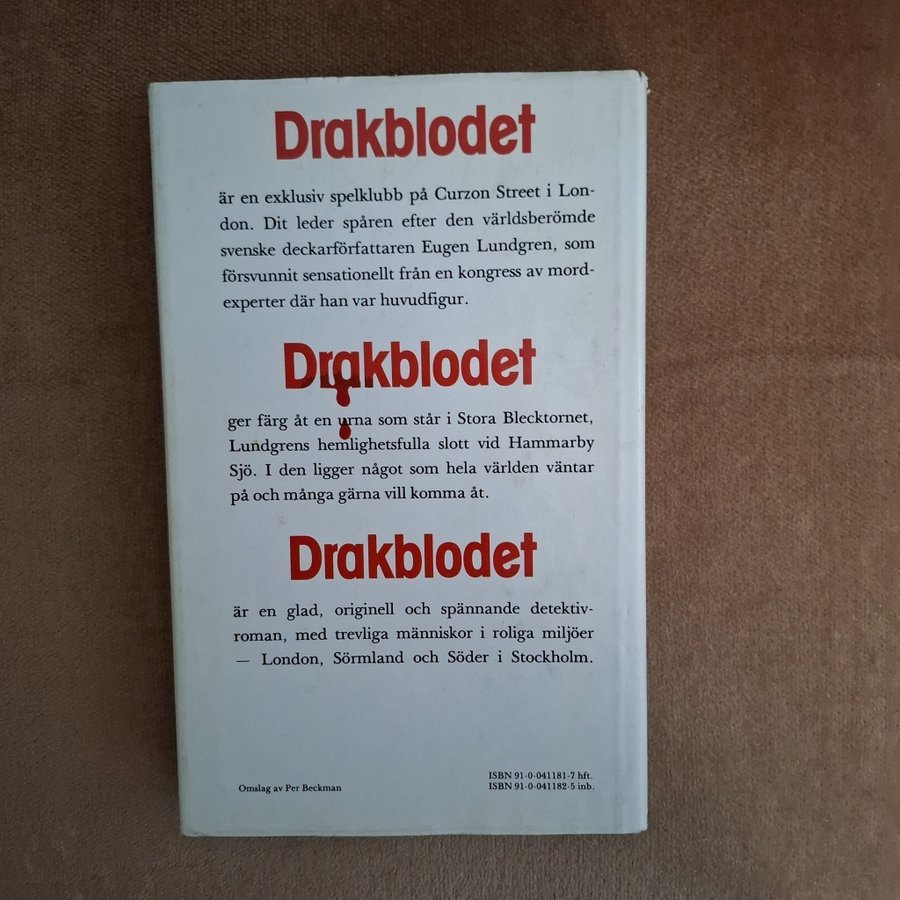 Drakblodet
är en exklusiv spelklubb på Curzon Street i Lon-
don. Dit leder spåren efter den världsberömde
svenske deckarförfattaren Eugen Lundgren, som
försvunnit sensationellt från en kongress av mord-
experter där han var huvudfigur.
Drakblodet
ger färg åt en urna som står i Stora Blecktornet,
Lundgrens hemlighetsfulla slott vid Hammarby
Sjö. I den ligger något som hela världen väntar
på och många gärna vill komma åt.
Drakblodet
är en glad, originell och spännande detektiv-
roman, med trevliga människor i roliga miljöer
— London, Sörmland och Söder i Stockholm.
Omslag av Per Beckman
ISBN 91-0-041181-7 hft.
ISBN 91-0-041182-5 inb.